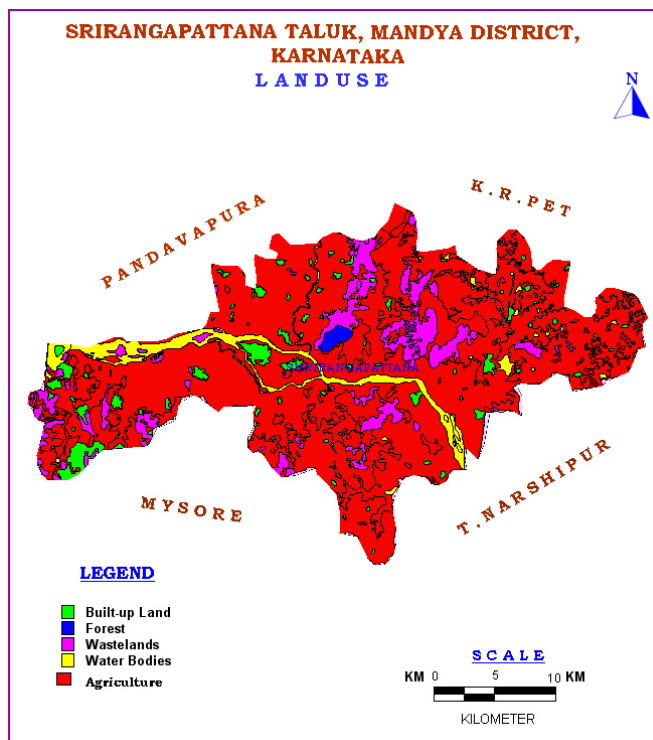 SRIRANGAPATTANA TALUK, MANDYA DISTRICT,
KARNATAKA
LANDUSE
N
K.R.PET
PANDAVAPURA
SRIRANGAPATTANA
MYSORE
T.NARSHIPUR
LEGEND
Built-up Land
Forest
Wastelands
Water Bodies
Agriculture
SCALE
KM 0 5 10 KM
KILOMETER